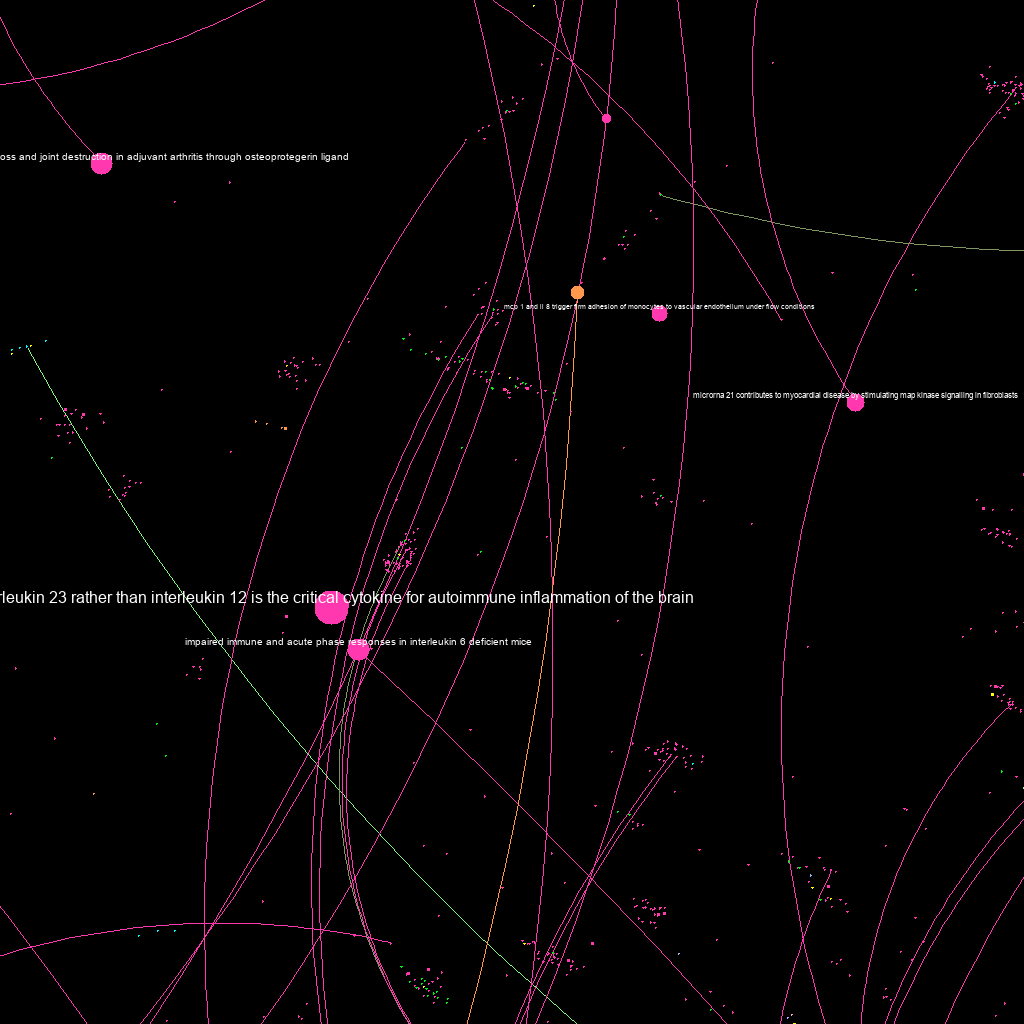 oss and joint destruction in adjuvant arthritis through osteoprotegerin ligand
mcp 1 and il 8 trigger firm adhesion of monocytes to vascular endothelium under flow conditions
microrna 21 contributes to myocardial disease by stimulating map kinase signalling in fibroblasts
rleukin 23 rather than interleukin 12 is the critical cytokine for autoimmune inflammation of the brain
impaired immune and acute phase responses in interleukin 6 deficient mice